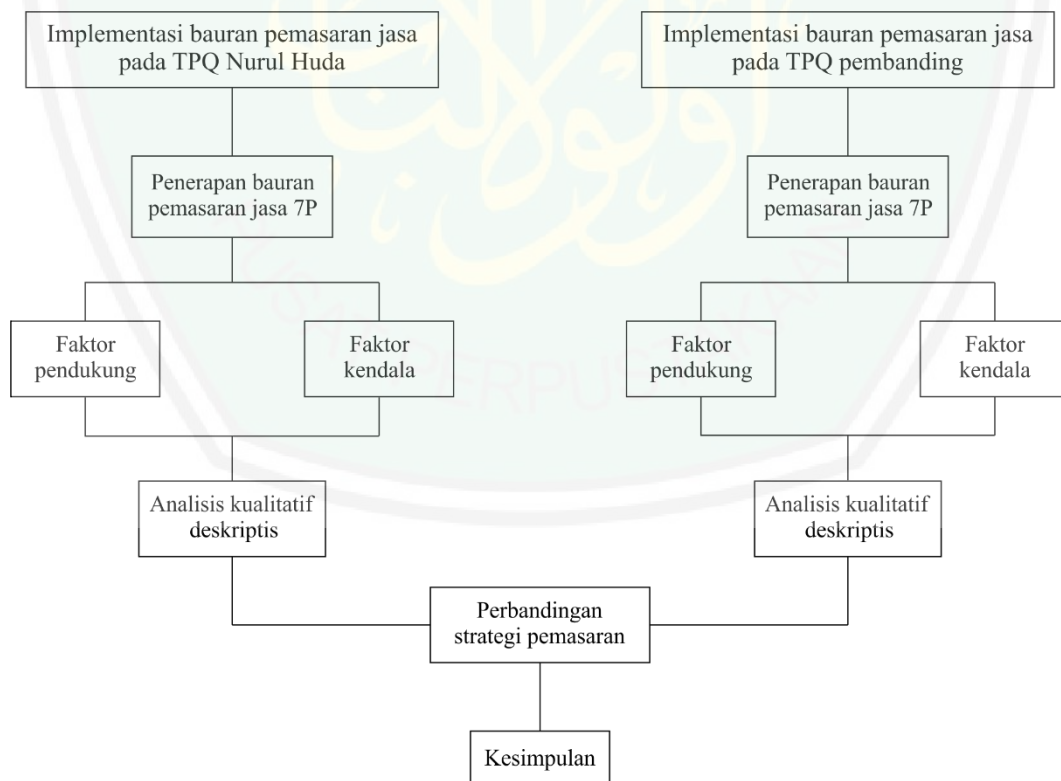 Implementasi bauran pemasaran jasa
pada TPQ Nurul Huda
Implementasi bauran pemasaran jasa
pada TPQ pembanding
Penerapan bauran
pemasaran jasa 7P
Penerapan bauran
pemasaran jasa 7P
Faktor
pendukung
Faktor
kendala
Faktor
pendukung
Faktor
kendala
Analisis kualitatif
deskriptis
Analisis kualitatif
deskriptis
Perbandingan
strategi pemasaran
Kesimpulan